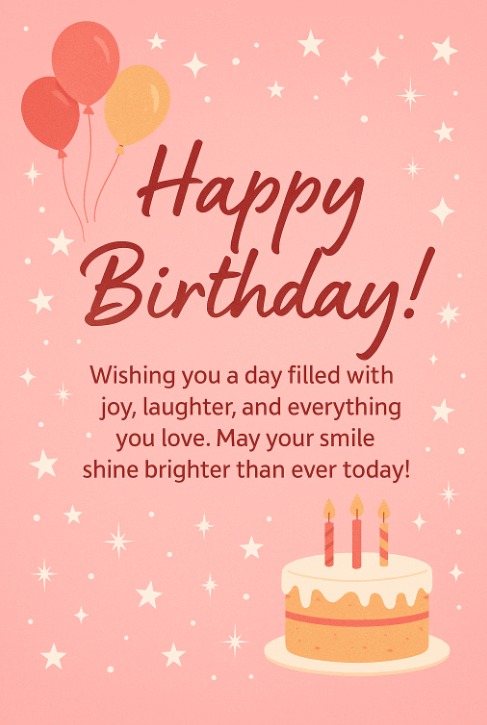 Happy
Birthday!
Wishing you a day filled with
joy, laughter, and everything
you love. May your smile
shine brighter than ever today!